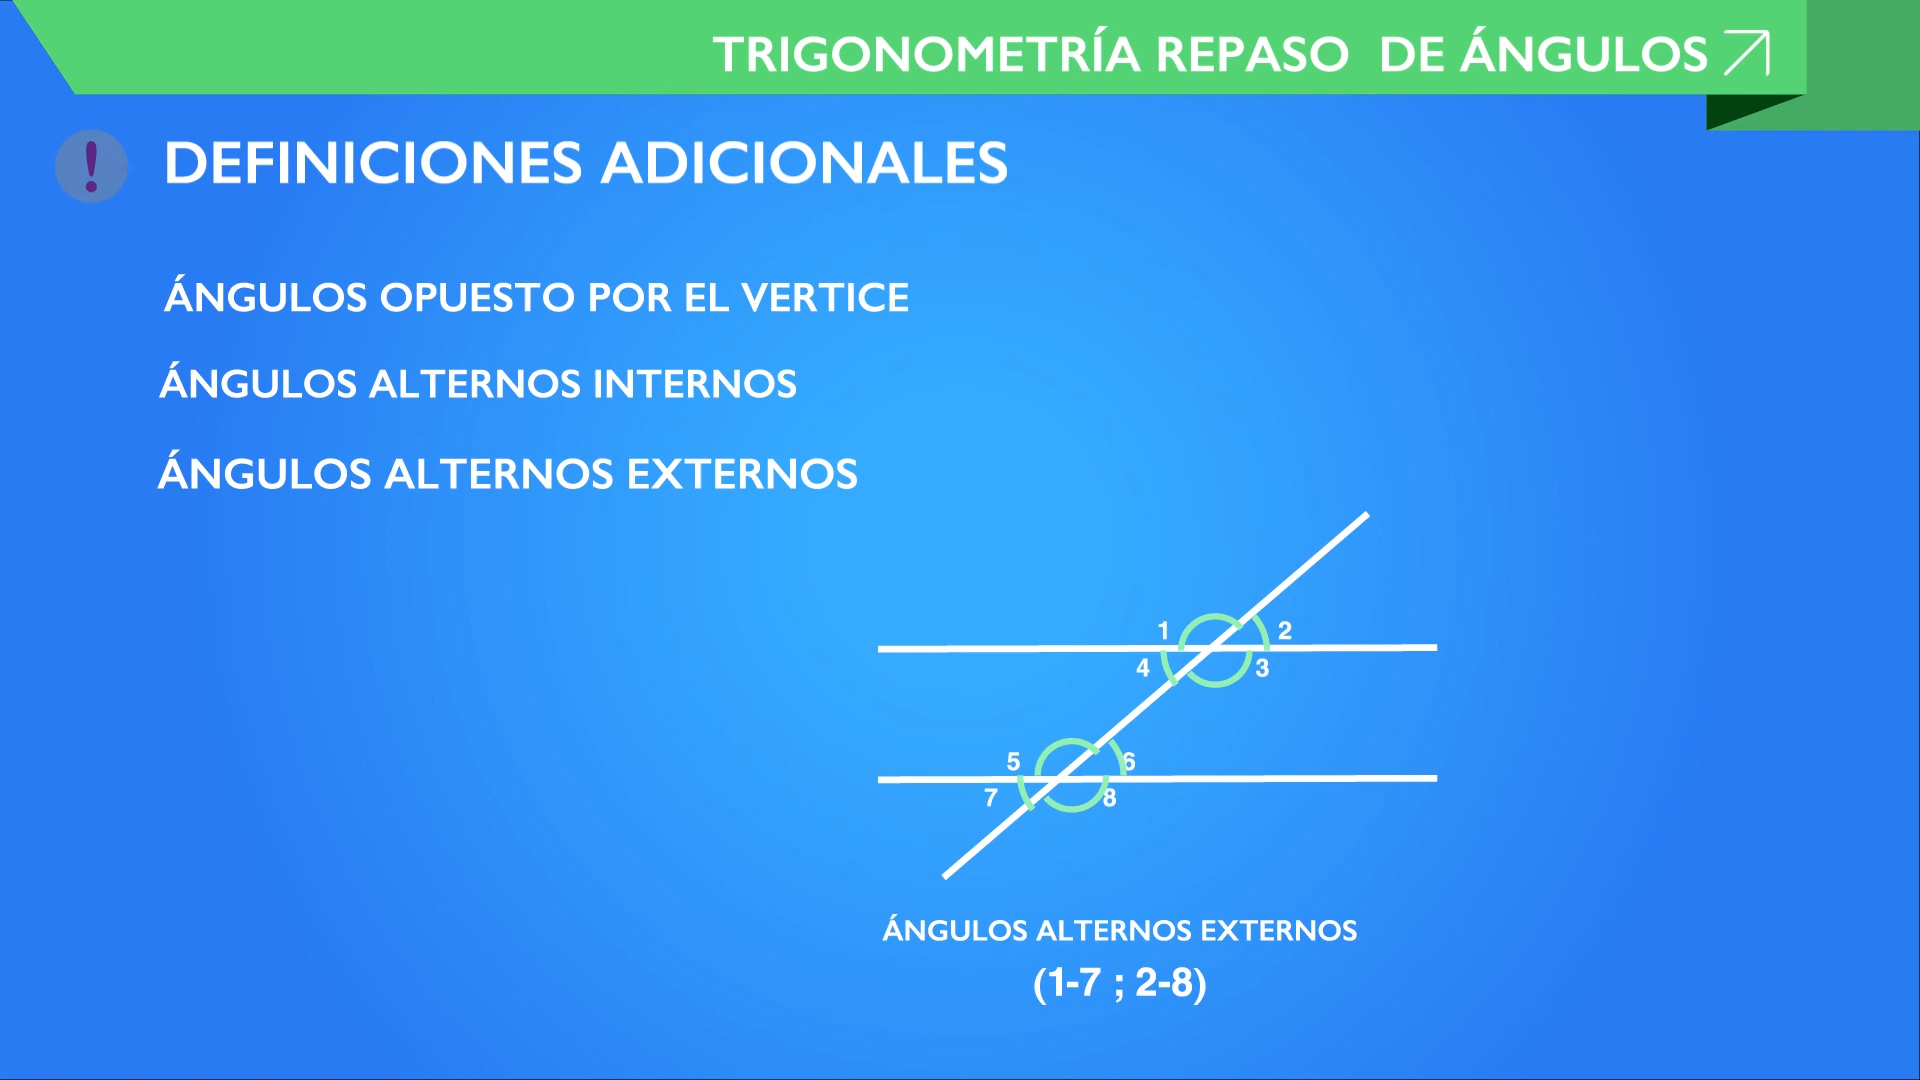 TRIGONOMETRÍA REPASO DE ÁNGULOS
! DEFINICIONES ADICIONALES
ÁNGULOS OPUESTO POR EL VERTICE
ÁNGULOS ALTERNOS INTERNOS
ÁNGULOS ALTERNOS EXTERNOS
1 2
4 3
5 6
7 8
ÁNGULOS ALTERNOS EXTERNOS
(1-7 ; 2-8)